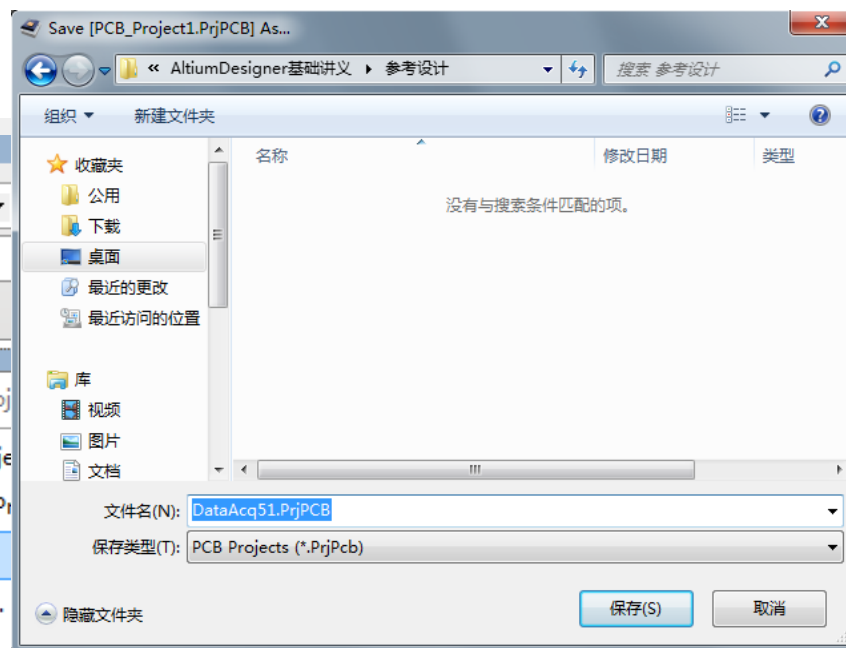 Save [PCB_Project1.PrjPCB] As...
« AltiumDesigner基础讲义 参考设计
搜索 参考设计
组织 新建文件夹
名称 修改日期 类型
没有与搜索条件匹配的项。
收藏夹
公用
下载
桌面
最近的更改
最近访问的位置
库
视频
图片
文档
文件名(N): DataAcq51.PrjPCB
保存类型(T): PCB Projects (*.PrjPcb)
隐藏文件夹 保存(S) 取消